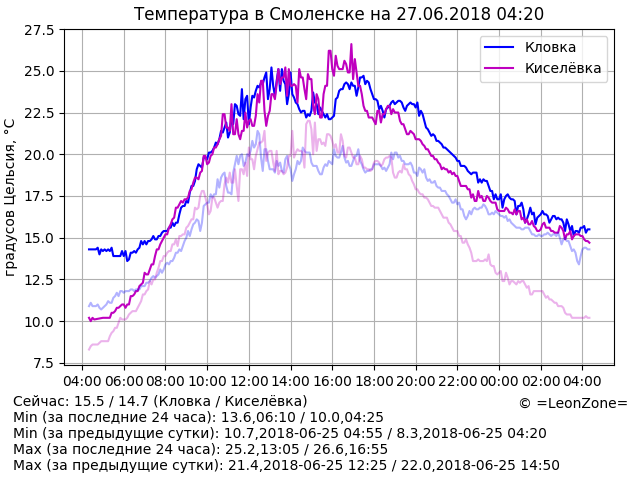 Температура в Смоленске на 27.06.2018 04:20
27.5
25.0
22.5
20.0
17.5
15.0
12.5
10.0
7.5
градусов Цельсия, °C
Кловка
Киселёвка
04:00 06:00 08:00 10:00 12:00 14:00 16:00 18:00 20:00 22:00 00:00 02:00 04:00
Сейчас: 15.5 / 14.7 (Кловка / Киселёвка)
© =LeonZone=
Min (за последние 24 часа): 13.6,06:10 / 10.0,04:25
Min (за предыдущие сутки): 10.7,2018-06-25 04:55 / 8.3,2018-06-25 04:20
Max (за последние 24 часа): 25.2,13:05 / 26.6,16:55
Max (за предыдущие сутки): 21.4,2018-06-25 12:25 / 22.0,2018-06-25 14:50